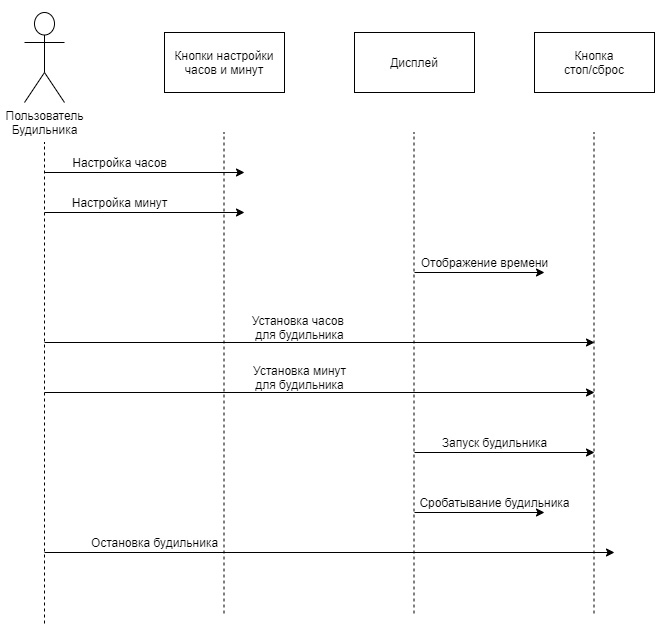 Кнопки настройки
часов и минут
Дисплей
Кнопка
стоп/сброс
Пользователь
Будильника
Настройка часов
Настройка минут
Отображение времени
Установка часов
для будильника
Установка минут
для будильника
Запуск будильника
Сробатывание будильника
Остановка будильника